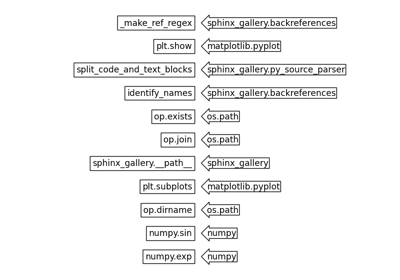 _make_ref_regex sphinx_gallery.backreferences
plt.show matplotlib.pyplot
split_code_and_text_blocks sphinx_gallery.py_source_parser
identify_names sphinx_gallery.backreferences
op.exists os.path
op.join os.path
sphinx_gallery.__path__ sphinx_gallery
plt.subplots matplotlib.pyplot
op.dirname os.path
numpy.sin numpy
numpy.exp numpy